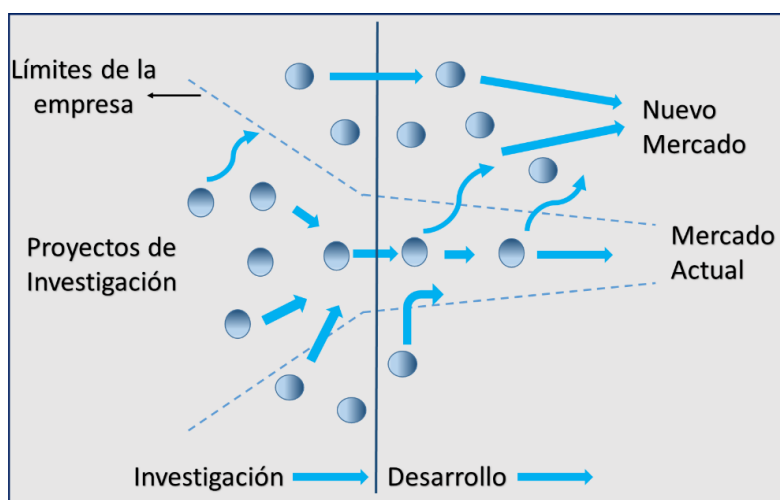 Límites de la
empresa
Nuevo
Mercado
Proyectos de
Investigación
Mercado
Actual
Investigación
Desarrollo